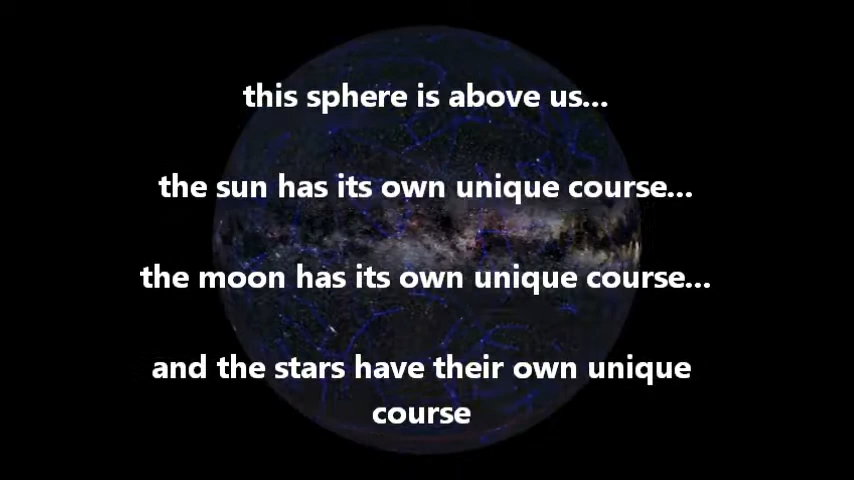 this sphere is above us...
the sun has its own unique course...
the moon has its own unique course...
and the stars have their own unique
course